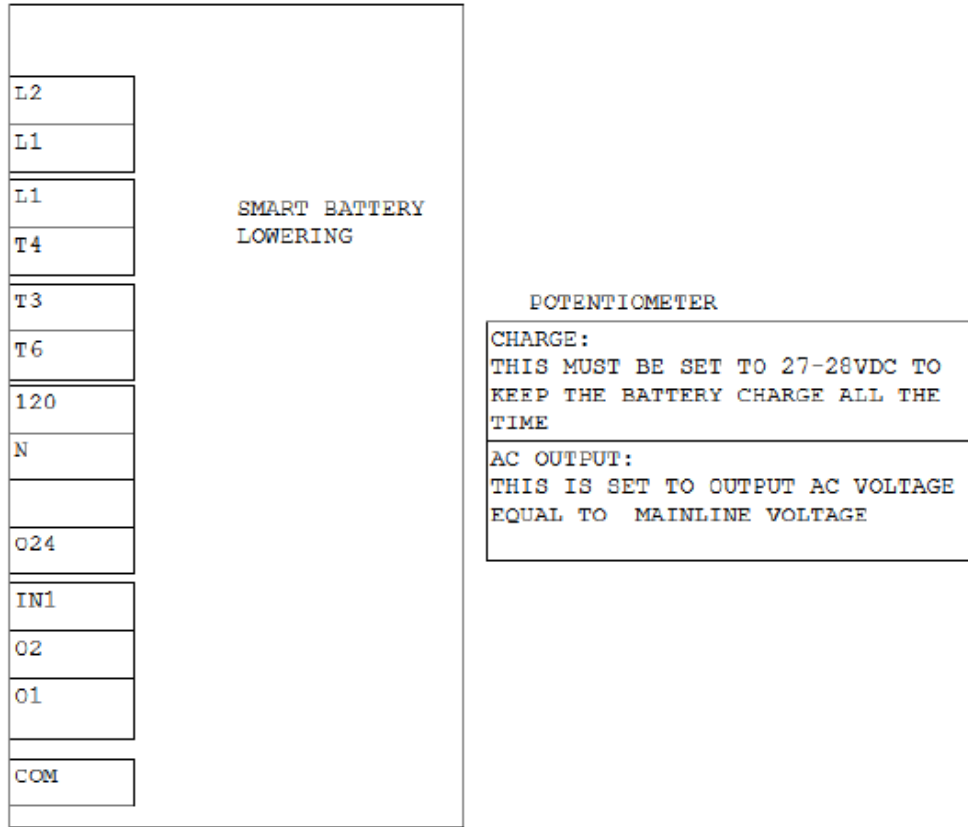 L2
L1
L1
T4
T3
T6
120
N
O24
IN1
O2
O1
COM
SMART BATTERY
LOWERING
POTENTIOMETER
CHARGE:
THIS MUST BE SET TO 27-28VDC TO
KEEP THE BATTERY CHARGE ALL THE
TIME
AC OUTPUT:
THIS IS SET TO OUTPUT AC VOLTAGE
EQUAL TO MAINLINE VOLTAGE